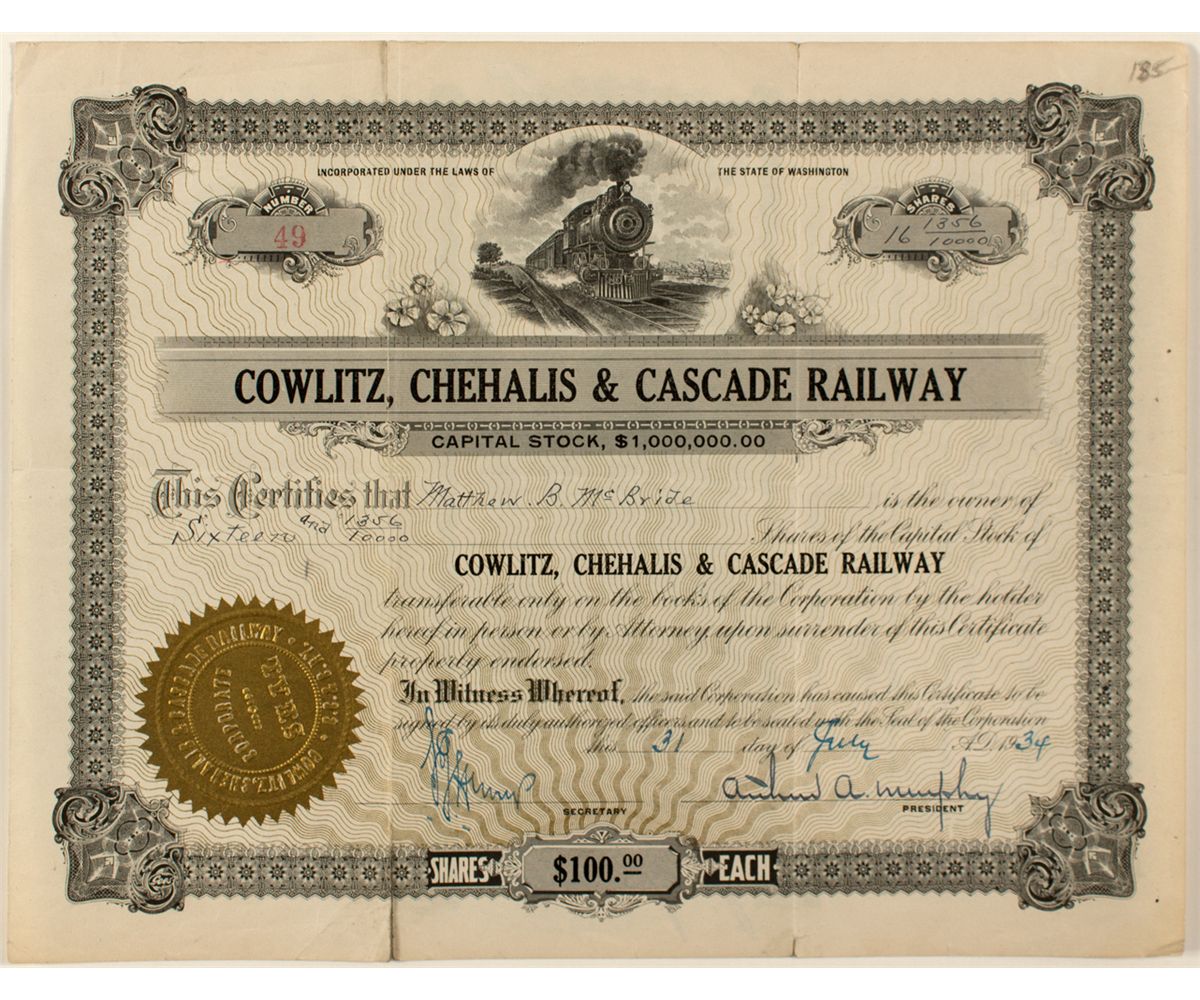 185
INCORPORATED UNDER THE LAWS OF THE STATE OF WASHINGTON
NUMBER
49
SHARES
16 1356/10000
COWLITZ, CHEHALIS & CASCADE RAILWAY
CAPITAL STOCK, $1,000,000.00
This Certifies that Matthew. B. McBride is the owner of
Sixteen and 1356/10000 Shares of the Capital Stock of
COWLITZ, CHEHALIS & CASCADE RAILWAY
transferable only on the books of the Corporation by the holder
hereof in person or by Attorney, upon surrender of this Certificate
properly endorsed.
In Witness Whereof, the said Corporation has caused this Certificate to be
signed by its duly authorized officers and to be sealed with the Seal of the Corporation
this 31 day of July A.D. 1934
Arthur A. Murphy
SECRETARY
PRESIDENT
SHARES $100.00 EACH